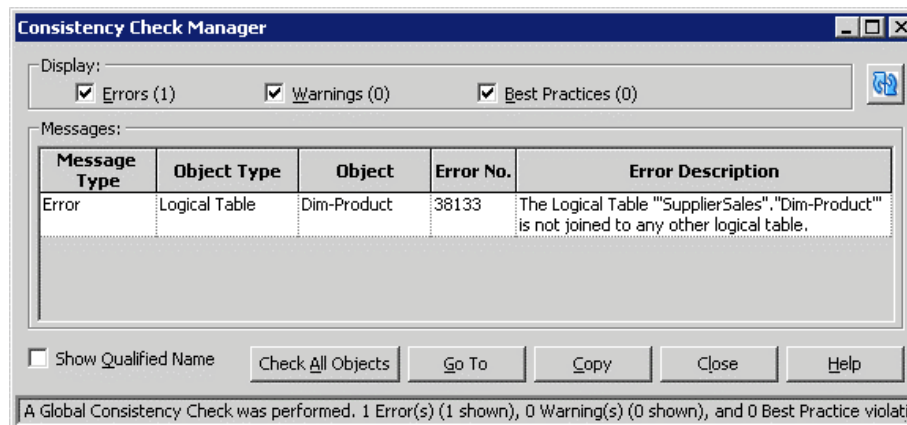 Consistency Check Manager
Display:
Errors (1) Warnings (0) Best Practices (0)
Messages:
Message Type Object Type Object Error No. Error Description
Error Logical Table Dim-Product 38133 The Logical Table '"SupplierSales"."Dim-Product"'
is not joined to any other logical table.
Show Qualified Name Check All Objects Go To Copy Close Help
A Global Consistency Check was performed. 1 Error(s) (1 shown), 0 Warning(s) (0 shown), and 0 Best Practice violati